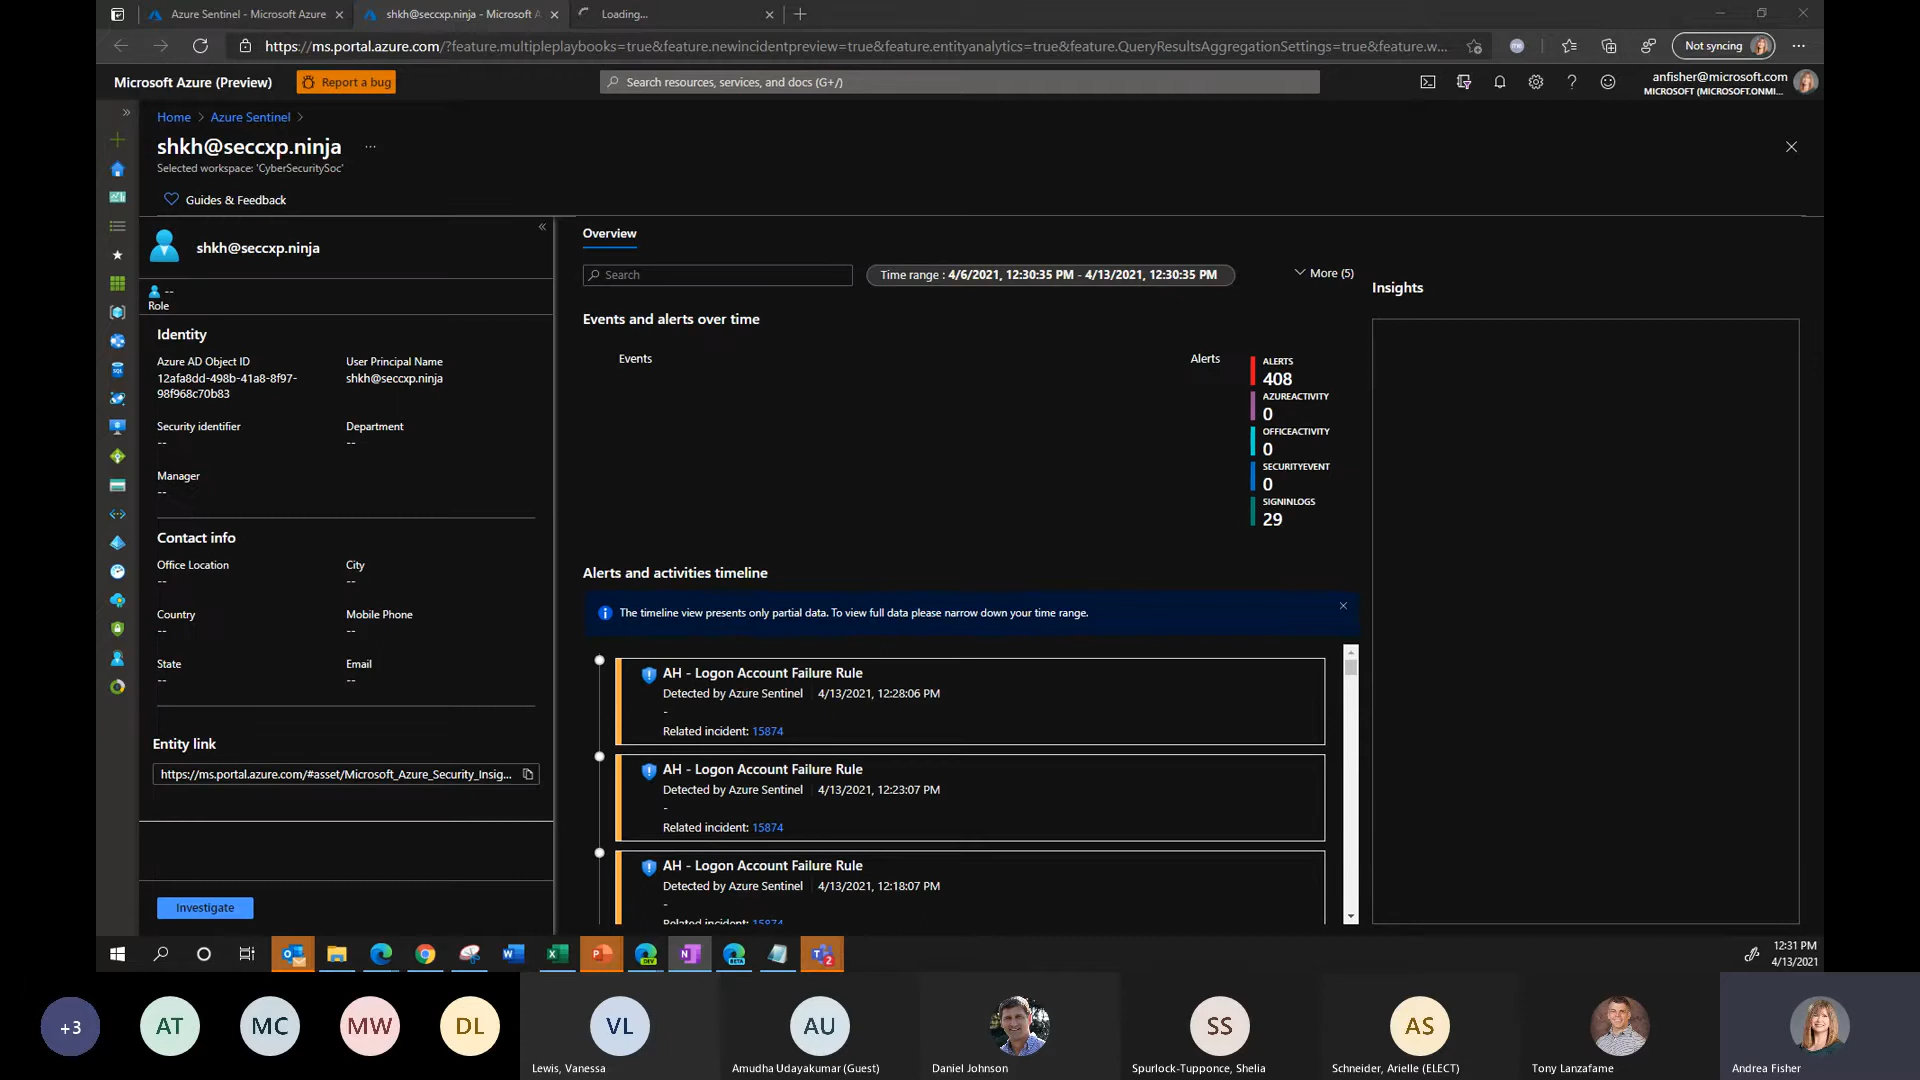 Azure Sentinel - Microsoft Azure
shkh@seccxp.ninja - Microsoft A
Loading...
https://ms.portal.azure.com/?feature.multipleplaybooks=true&feature.newincidentpreview=true&feature.entityanalytics=true&feature.QueryResultsAggregationSettings=true&feature.w...
Not syncing
Microsoft Azure (Preview)
Report a bug
Search resources, services, and docs (G+/)
anfisher@microsoft.com
MICROSOFT (MICROSOFT.ONMI...
Home > Azure Sentinel >
shkh@seccxp.ninja ...
Selected workspace: 'CyberSecuritySoc'
Guides & Feedback
shkh@seccxp.ninja
--
Role
Identity
Azure AD Object ID
12afa8dd-498b-41a8-8f97-
98f968c70b83
User Principal Name
shkh@seccxp.ninja
Security identifier
--
Department
--
Manager
--
Contact info
Office Location
--
City
--
Country
--
Mobile Phone
--
State
--
Email
--
Entity link
https://ms.portal.azure.com/#asset/Microsoft_Azure_Security_Insig...
Investigate
Overview
Search
Time range : 4/6/2021, 12:30:35 PM - 4/13/2021, 12:30:35 PM
More (5)
Events and alerts over time
Events
Alerts
ALERTS
408
AZUREACTIVITY
0
OFFICEACTIVITY
0
SECURITYEVENT
0
SIGNINLOGS
29
Alerts and activities timeline
The timeline view presents only partial data. To view full data please narrow down your time range.
AH - Logon Account Failure Rule
Detected by Azure Sentinel | 4/13/2021, 12:28:06 PM
-
Related incident: 15874
AH - Logon Account Failure Rule
Detected by Azure Sentinel | 4/13/2021, 12:23:07 PM
-
Related incident: 15874
AH - Logon Account Failure Rule
Detected by Azure Sentinel | 4/13/2021, 12:18:07 PM
-
Related incident: 15874
Insights
12:31 PM
4/13/2021
+3
AT
MC
MW
DL
VL
Lewis, Vanessa
AU
Amudha Udayakumar (Guest)
Daniel Johnson
SS
Spurlock-Tupponce, Shelia
AS
Schneider, Arielle (ELECT)
Tony Lanzafame
Andrea Fisher